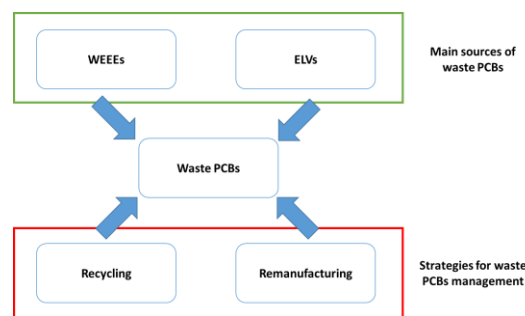 WEEEs
ELVs
Main sources of
waste PCBs
Waste PCBs
Recycling
Remanufacturing
Strategies for waste
PCBs management